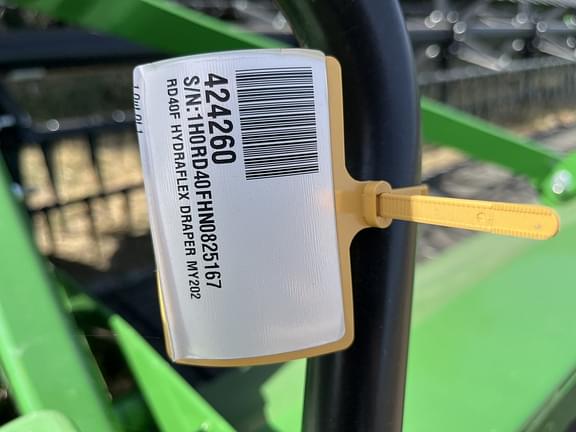 424260
S/N:1H0RD40FHN0825167
RD40F HYDRAFLEX DRAPER MY202